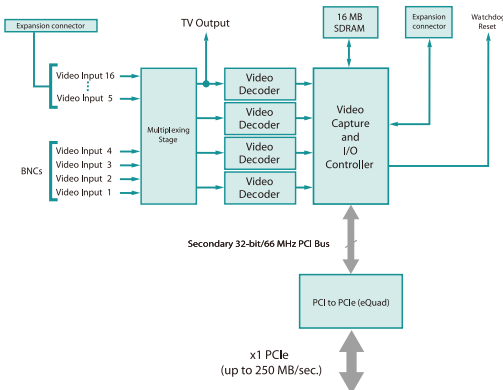 Expansion connector
TV Output
16 MB
SDRAM
Expansion
connector
Watchdog
Reset
Video Input 16
Video Input 5
Multiplexing
Stage
Video
Decoder
Video
Decoder
Video
Decoder
Video
Decoder
Video
Capture
and
I/O
Controller
BNCs
Video Input 4
Video Input 3
Video Input 2
Video Input 1
Secondary 32-bit/66 MHz PCI Bus
PCI to PCIe (eQuad)
x1 PCIe
(up to 250 MB/sec.)